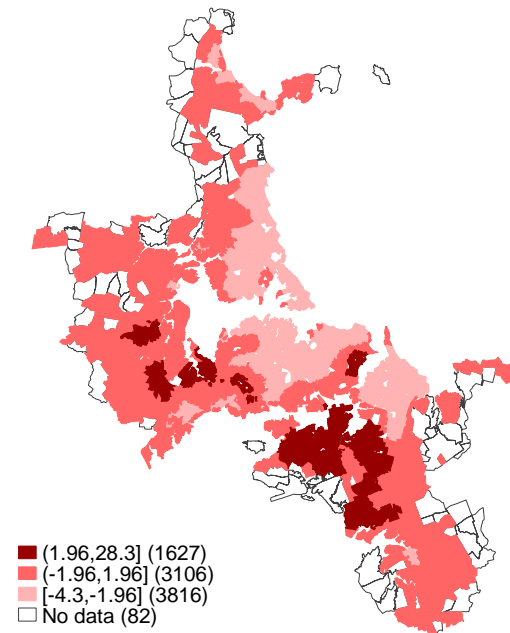 (1.96,28.3] (1627)
(-1.96,1.96] (3106)
[-4.3,-1.96] (3816)
No data (82)